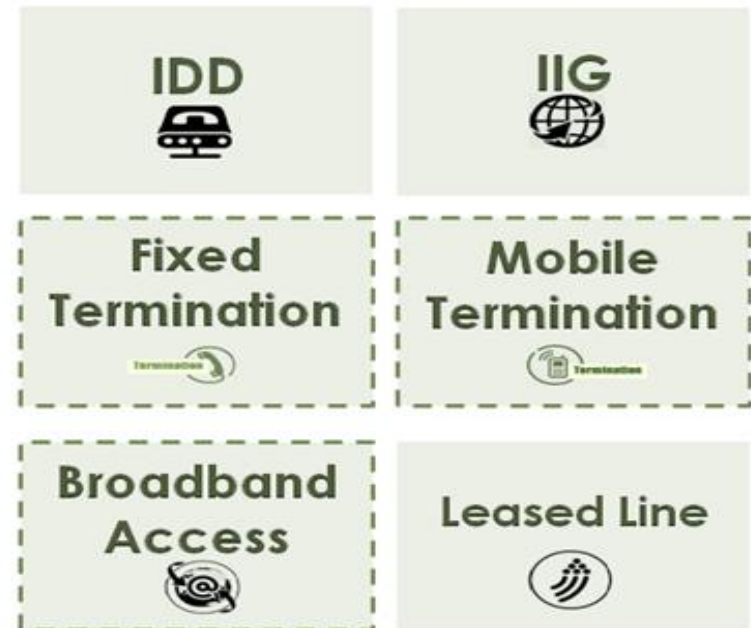 IDD
IIG
Fixed
Termination
Termination
Mobile
Termination
Termination
Broadband
Access
@
Leased Line